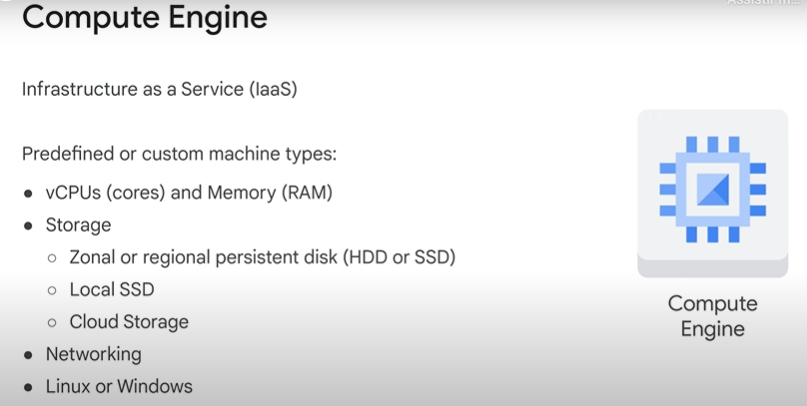 Compute Engine
Infrastructure as a Service (IaaS)
Predefined or custom machine types:
● vCPUs (cores) and Memory (RAM)
● Storage
○ Zonal or regional persistent disk (HDD or SSD)
○ Local SSD
○ Cloud Storage
● Networking
● Linux or Windows
Compute
Engine